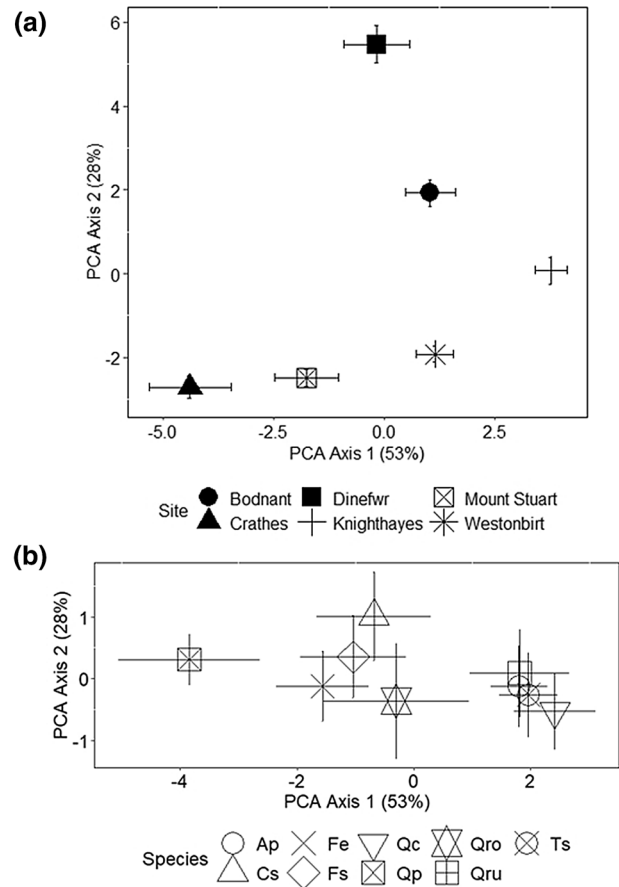 (a)
PCA Axis 2 (28%)
6
4
2
0
-2
-5.0 -2.5 0.0 2.5
PCA Axis 1 (53%)
Site Bodnant Dinefwr Mount Stuart
Crathes Knighthayes Westonbirt
(b)
PCA Axis 2 (28%)
1
0
-1
-4 -2 0 2
PCA Axis 1 (53%)
Species Ap Fe Qc Qro Ts
Cs Fs Qp Qru